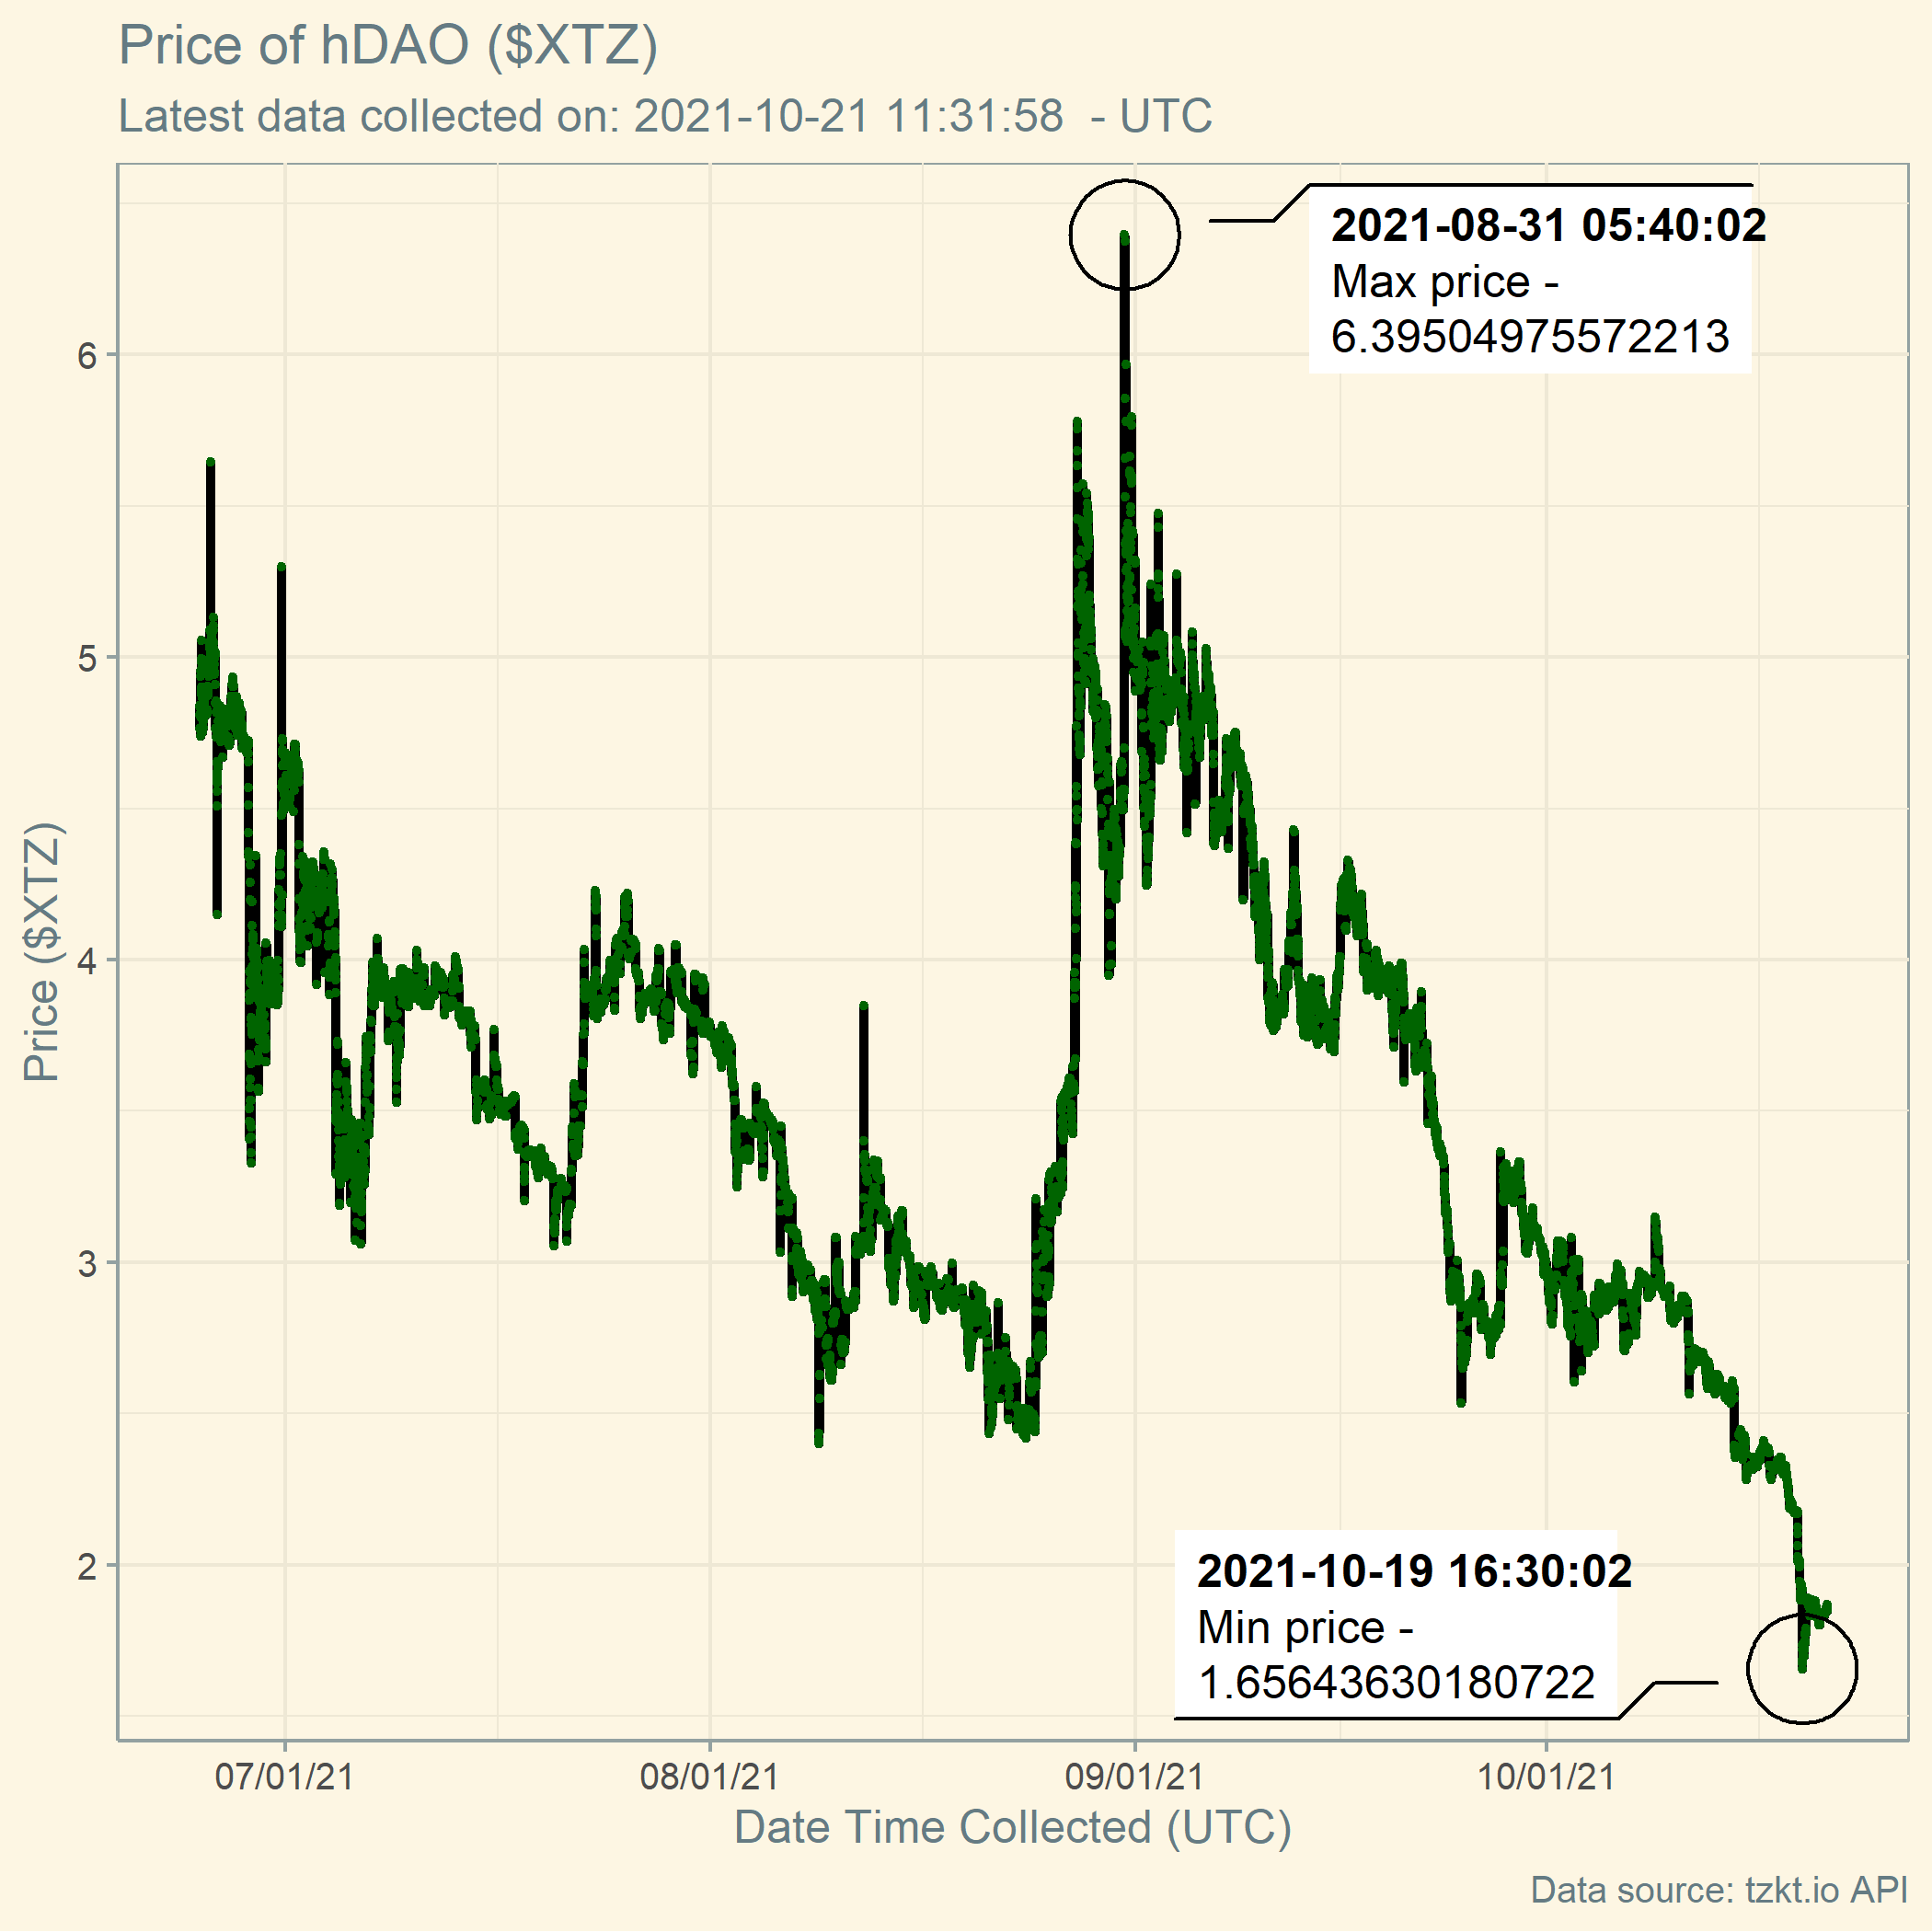 Price of hDAO ($XTZ)
Latest data collected on: 2021-10-21 11:31:58  - UTC
2021-08-31 05:40:02
Max price -
6.39504975572213
6
5
4
3
2
Price ($XTZ)
2021-10-19 16:30:02
Min price -
1.65643630180722
07/01/21
08/01/21
09/01/21
10/01/21
Date Time Collected (UTC)
Data source: tzkt.io API